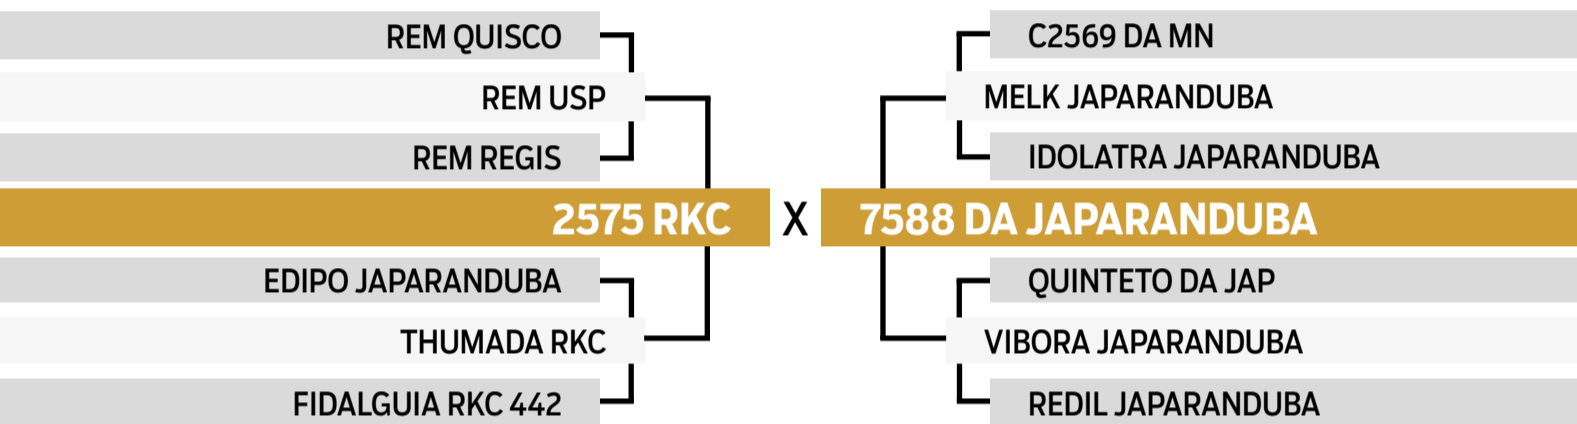 REM QUISCO
REM USP
REM REGIS
2575 RKC
EDIPO JAPARANDUBA
THUMADA RKC
FIDALGUIA RKC 442
X
C2569 DA MN
MELK JAPARANDUBA
IDOLATRA JAPARANDUBA
7588 DA JAPARANDUBA
QUINTETO DA JAP
VIBORA JAPARANDUBA
REDIL JAPARANDUBA